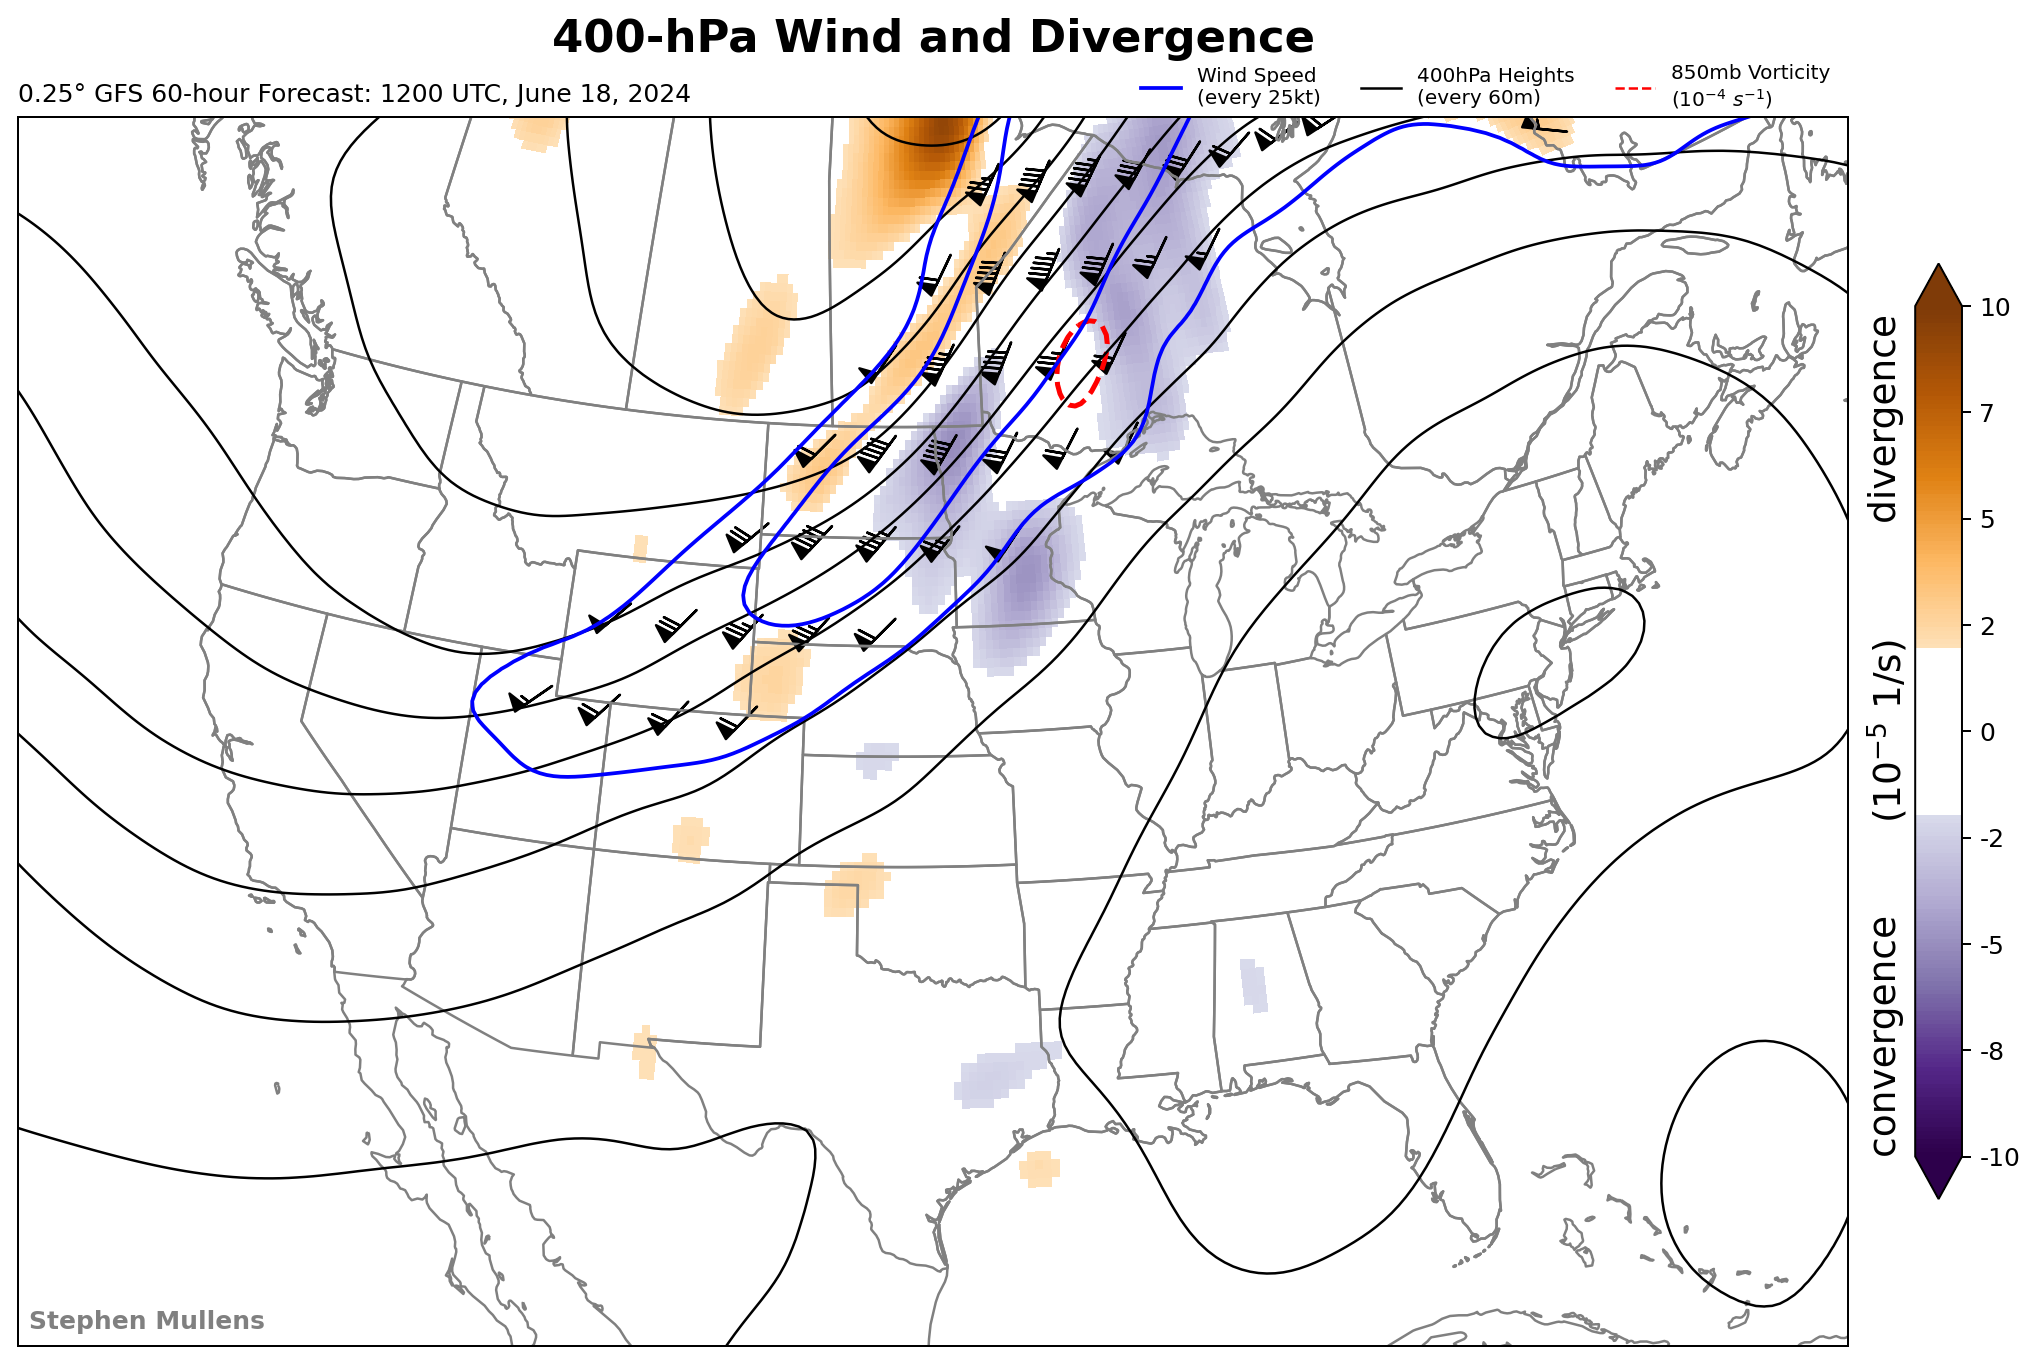 400-hPa Wind and Divergence
0.25° GFS 60-hour Forecast: 1200 UTC, June 18, 2024
Wind Speed
(every 25kt)
400hPa Heights
(every 60m)
850mb Vorticity
(10⁻⁴ s⁻¹)
10
7
5
2
0
-2
-5
-8
-10
divergence
(10⁻⁵ 1/s)
convergence
Stephen Mullens